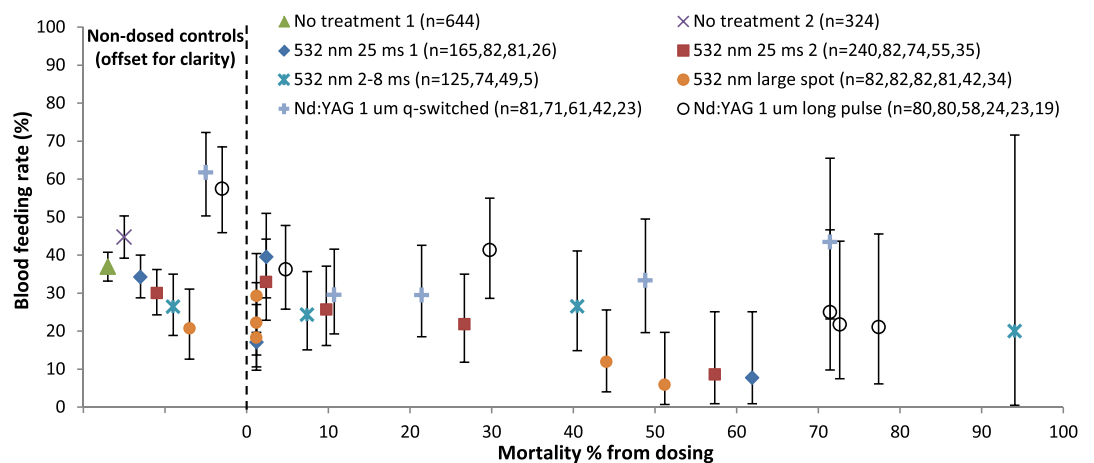 Non-dosed controls
(offset for clarity)
No treatment 1 (n=644)
No treatment 2 (n=324)
532 nm 25 ms 1 (n=165,82,81,26)
532 nm 25 ms 2 (n=240,82,74,55,35)
532 nm 2-8 ms (n=125,74,49,5)
532 nm large spot (n=82,82,82,81,42,34)
Nd:YAG 1 um q-switched (n=81,71,61,42,23)
Nd:YAG 1 um long pulse (n=80,80,58,24,23,19)
Blood feeding rate (%)
100
90
80
70
60
50
40
30
20
10
0
0 10 20 30 40 50 60 70 80 90 100
Mortality % from dosing